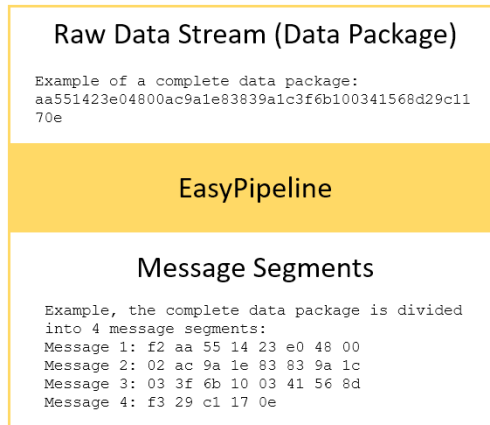 Raw Data Stream (Data Package)
Example of a complete data package:
aa551423e04800ac9a1e83839a1c3f6b100341568d29c11
70e
EasyPipeline
Message Segments
Example, the complete data package is divided
into 4 message segments:
Message 1: f2 aa 55 14 23 e0 48 00
Message 2: 02 ac 9a 1e 83 83 9a 1c
Message 3: 03 3f 6b 10 03 41 56 8d
Message 4: f3 29 c1 17 0e